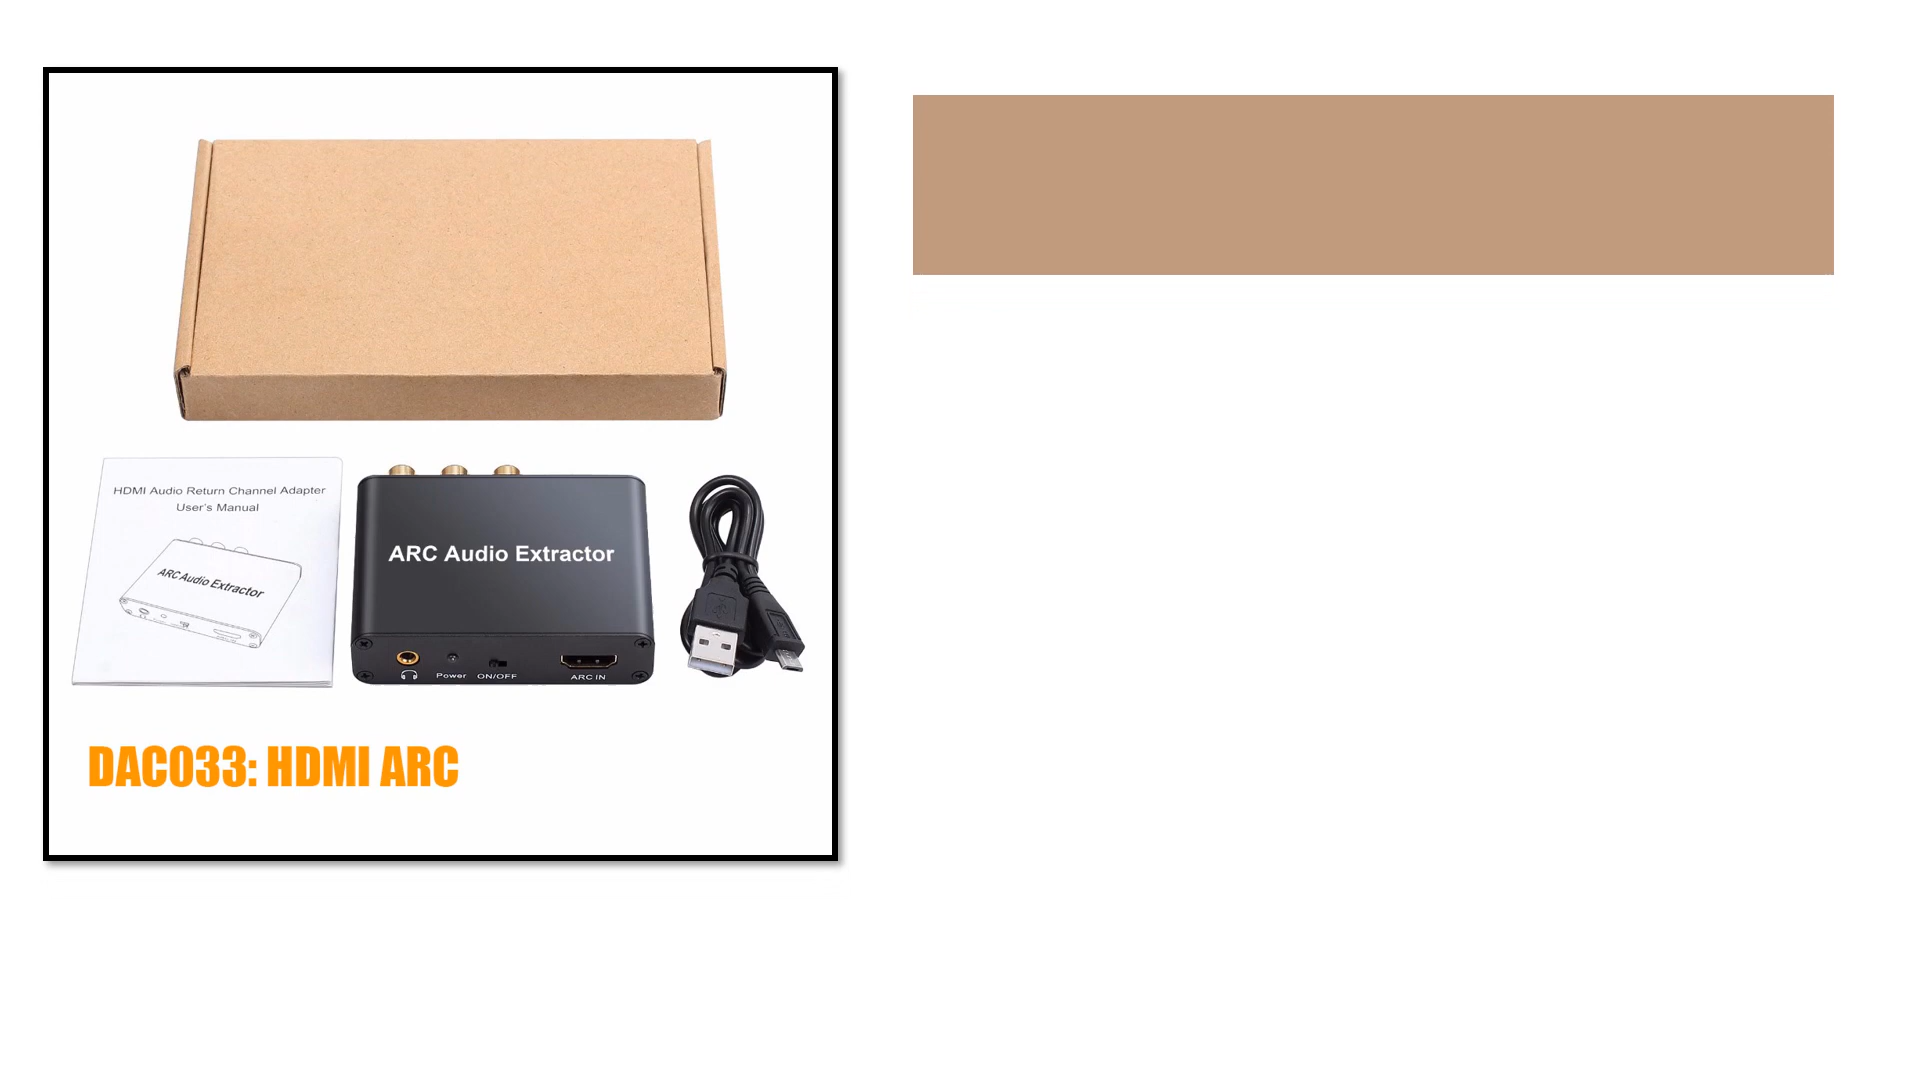 HDMI Audio Return Channel Adapter
User's Manual
ARC Audio Extractor
ARC Audio Extractor
Power
ON/OFF
ARC IN
DAC033: HDMI ARC